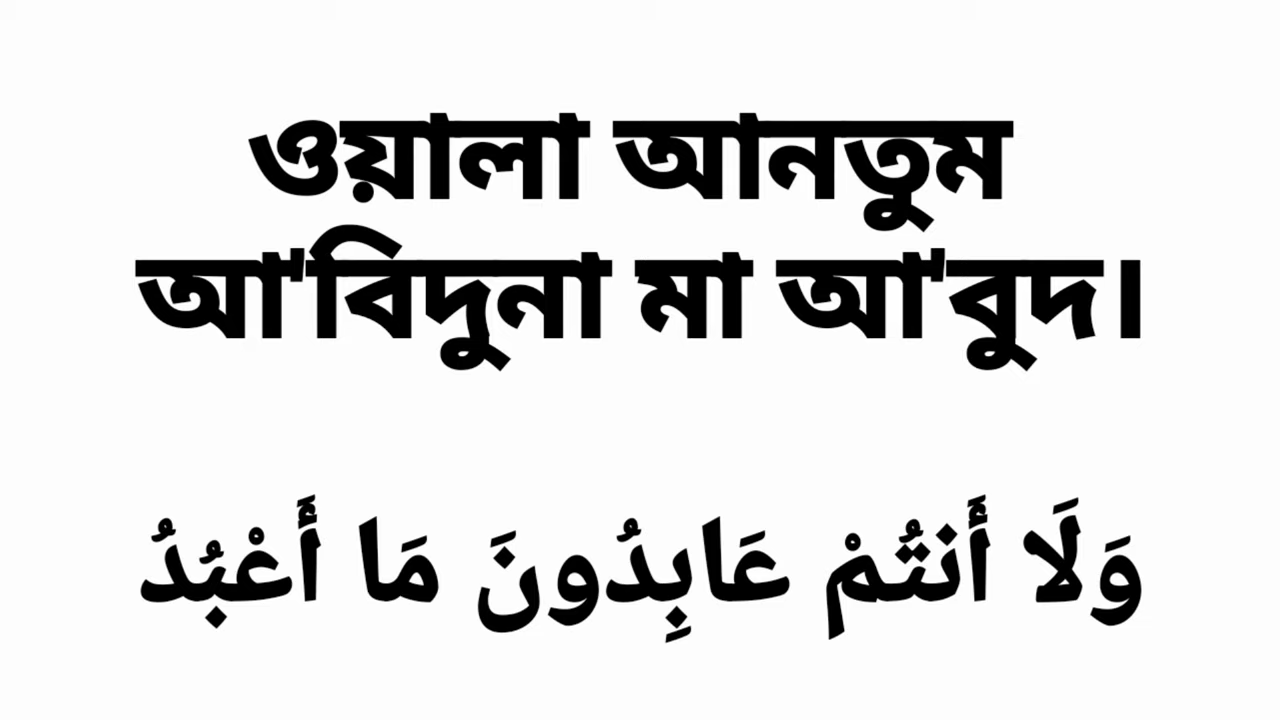 ওয়ালা আনতুম
আ'বিদুনা মা আ'বুদ।
وَلَا أَنتُمْ عَابِدُونَ مَا أَعْبُدُ